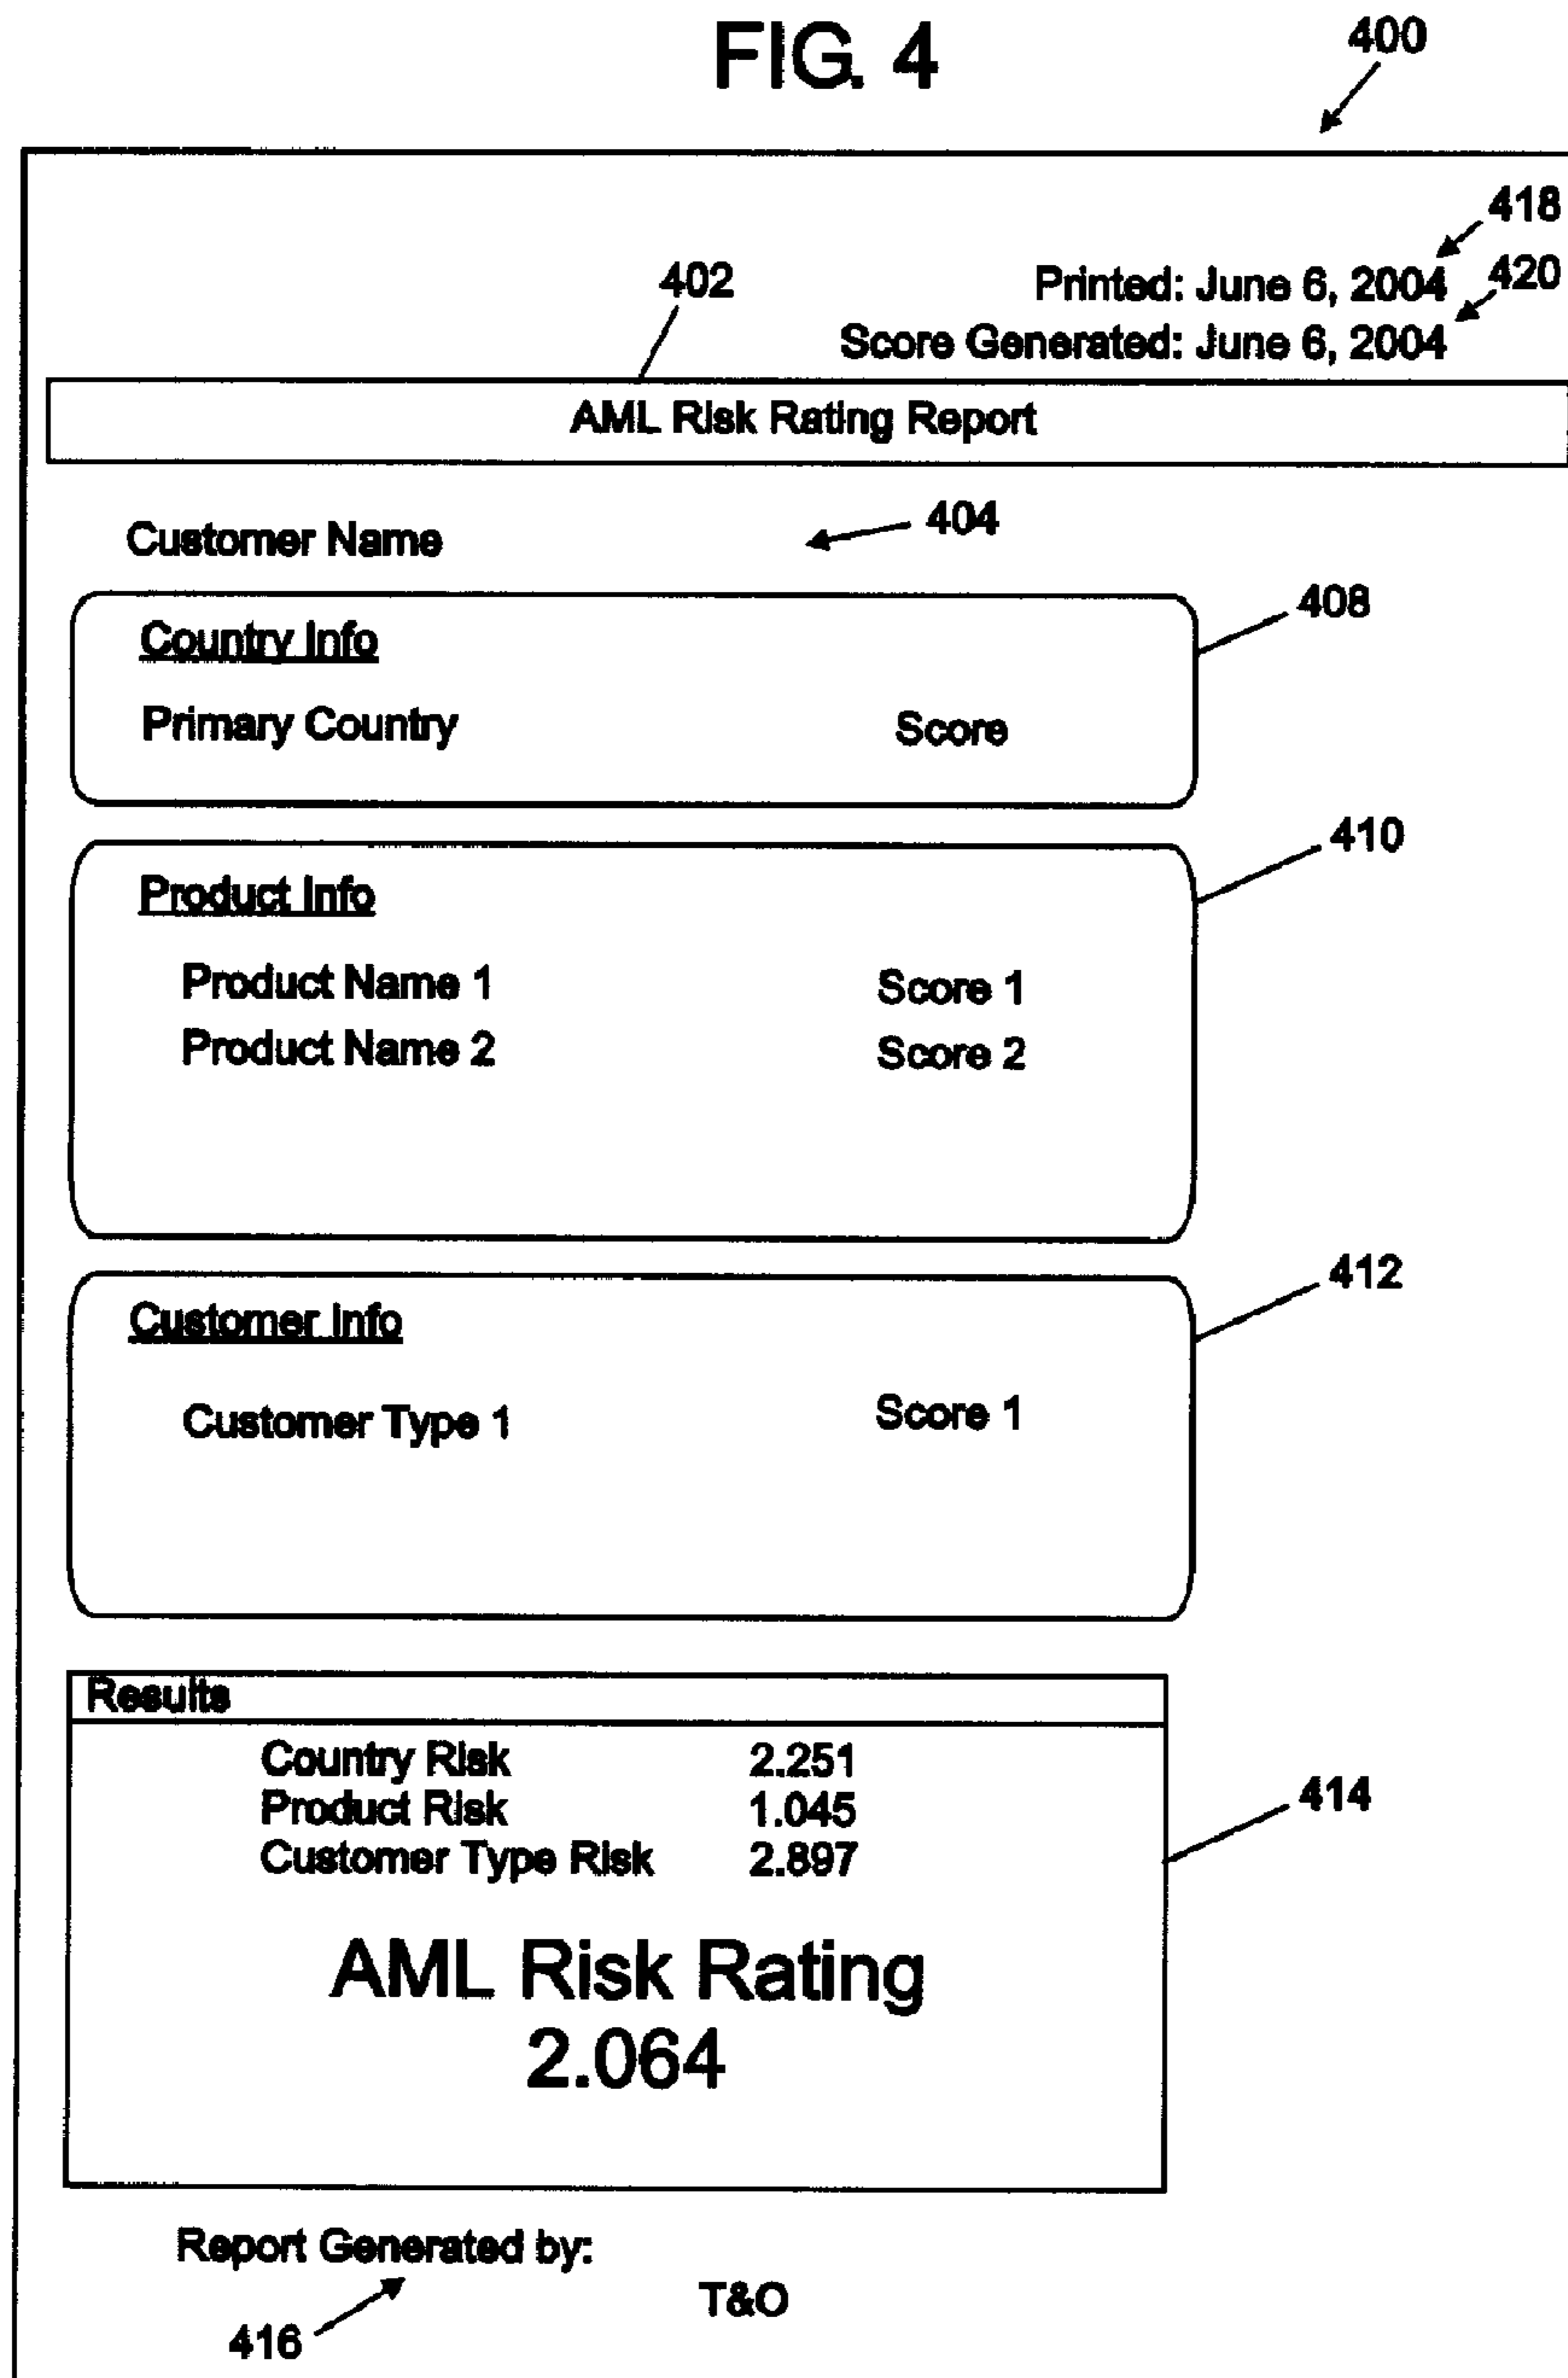 FIG. 4
400
418
402
Printed: June 6, 2004
420
Score Generated: June 6, 2004
AML Risk Rating Report
Customer Name
404
Country Info
408
Primary Country Score
410
Product Info
Product Name 1 Score 1
Product Name 2 Score 2
412
Customer Info
Customer Type 1 Score 1
Results
Country Risk 2.251
Product Risk 1.045
414
Customer Type Risk 2.897
AML Risk Rating
2.064
Report Generated by:
T&O
416